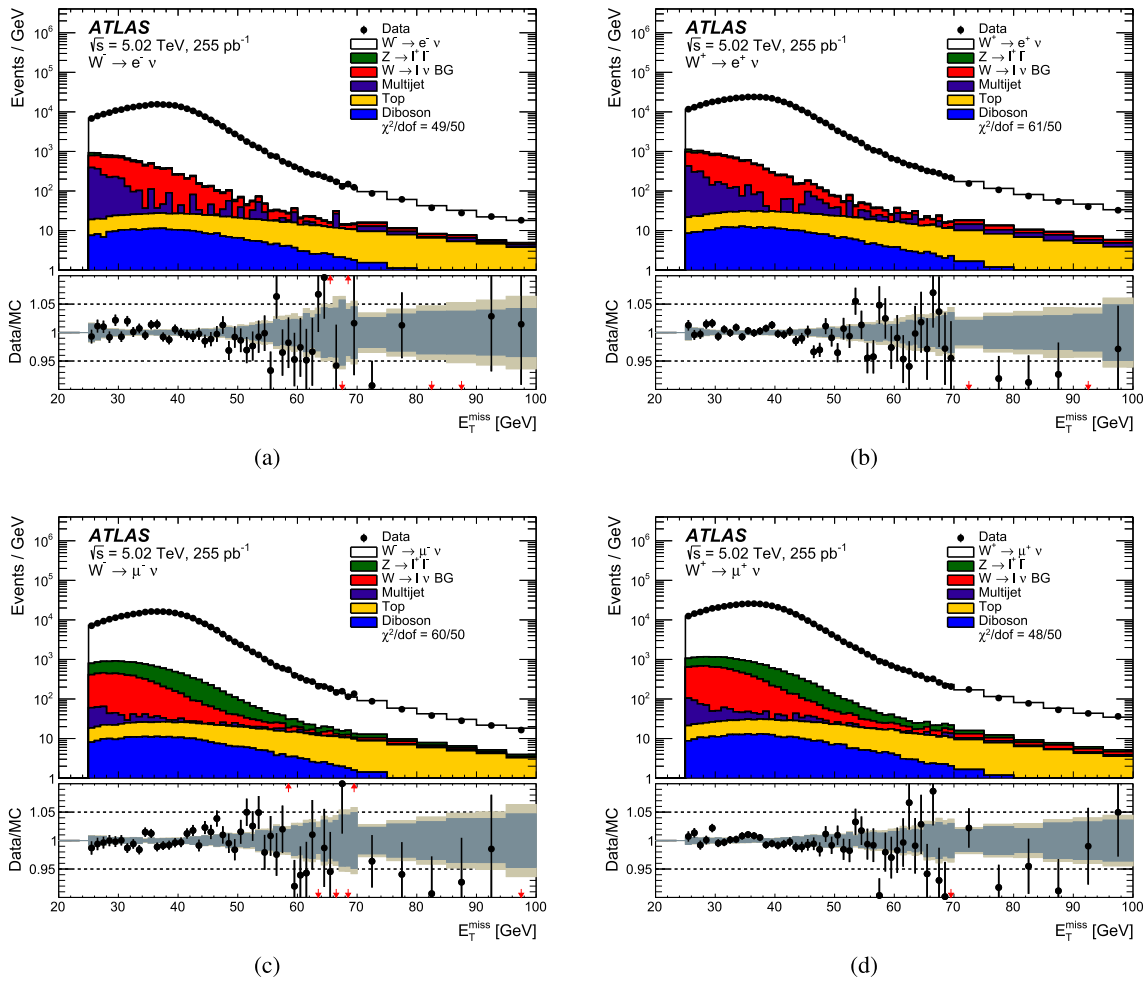 Events / GeV
10⁶
10⁵
10⁴
10³
10²
10
1
ATLAS
√s = 5.02 TeV, 255 pb⁻¹
W⁻ → e⁻ ν
Data
W⁻ → e⁻ ν
Z → l⁺ l⁻
W → l ν BG
Multijet
Top
Diboson
χ²/dof = 49/50
Data/MC
1.05
1
0.95
20 30 40 50 60 70 80 90 100
E_T^miss [GeV]
(a)
Events / GeV
10⁶
10⁵
10⁴
10³
10²
10
1
ATLAS
√s = 5.02 TeV, 255 pb⁻¹
W⁺ → e⁺ ν
Data
W⁺ → e⁺ ν
Z → l⁺ l⁻
W → l ν BG
Multijet
Top
Diboson
χ²/dof = 61/50
Data/MC
1.05
1
0.95
20 30 40 50 60 70 80 90 100
E_T^miss [GeV]
(b)
Events / GeV
10⁶
10⁵
10⁴
10³
10²
10
1
ATLAS
√s = 5.02 TeV, 255 pb⁻¹
W⁻ → μ⁻ ν
Data
W⁻ → μ⁻ ν
Z → l⁺ l⁻
W → l ν BG
Multijet
Top
Diboson
χ²/dof = 60/50
Data/MC
1.05
1
0.95
20 30 40 50 60 70 80 90 100
E_T^miss [GeV]
(c)
Events / GeV
10⁶
10⁵
10⁴
10³
10²
10
1
ATLAS
√s = 5.02 TeV, 255 pb⁻¹
W⁺ → μ⁺ ν
Data
W⁺ → μ⁺ ν
Z → l⁺ l⁻
W → l ν BG
Multijet
Top
Diboson
χ²/dof = 48/50
Data/MC
1.05
1
0.95
20 30 40 50 60 70 80 90 100
E_T^miss [GeV]
(d)